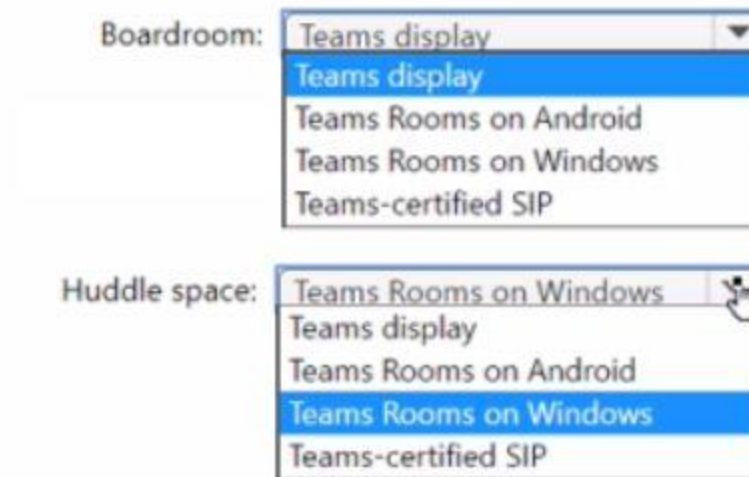 Boardroom: Teams display
Teams display
Teams Rooms on Android
Teams Rooms on Windows
Teams-certified SIP
Huddle space: Teams Rooms on Windows
Teams display
Teams Rooms on Android
Teams Rooms on Windows
Teams-certified SIP